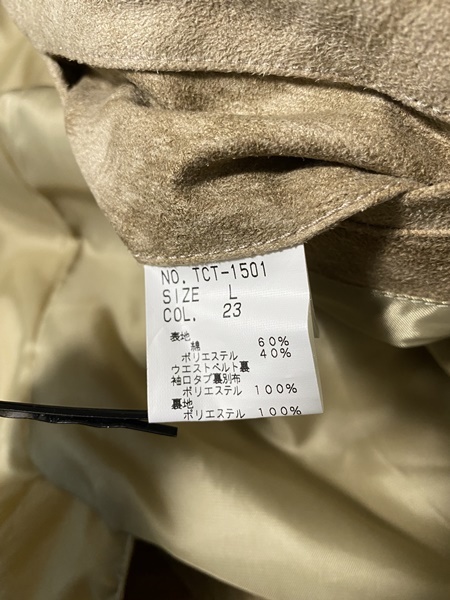 NO. TCT-1501
SIZE L
COL. 23
表地
綿 60%
ポリエステル 40%
ウエストベルト裏
袖口タブ裏別布
ポリエステル 100%
裏地
ポリエステル 100%